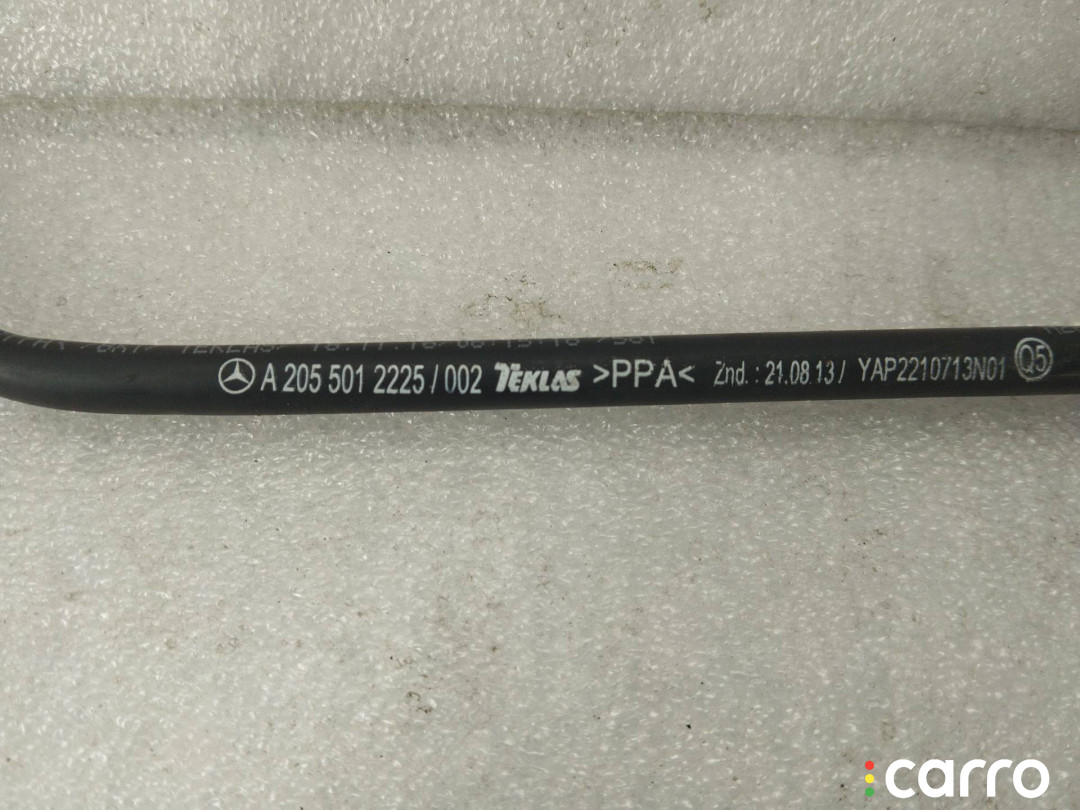 A 205 501 2225 / 002 TEKLAS >PPA< Znd. : 21.08.13 / YAP2210713N01 Q5
carro